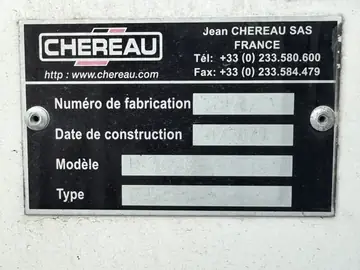 CHEREAU
http : www.chereau.com
Jean CHEREAU SAS
FRANCE
Tél: +33 (0) 233.580.600
Fax: +33 (0) 233.584.479
Numéro de fabrication
Date de construction
Modèle
Type